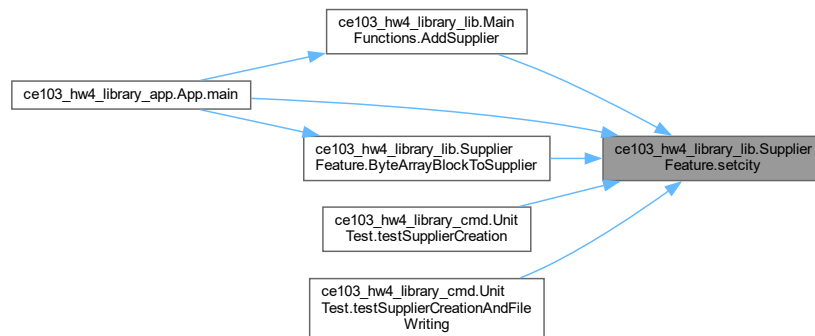 ce103_hw4_library_lib.Main
Functions.AddSupplier
ce103_hw4_library_app.App.main
ce103_hw4_library_lib.Supplier
Feature.setcity
ce103_hw4_library_lib.Supplier
Feature.ByteArrayBlockToSupplier
ce103_hw4_library_cmd.Unit
Test.testSupplierCreation
ce103_hw4_library_cmd.Unit
Test.testSupplierCreationAndFile
Writing